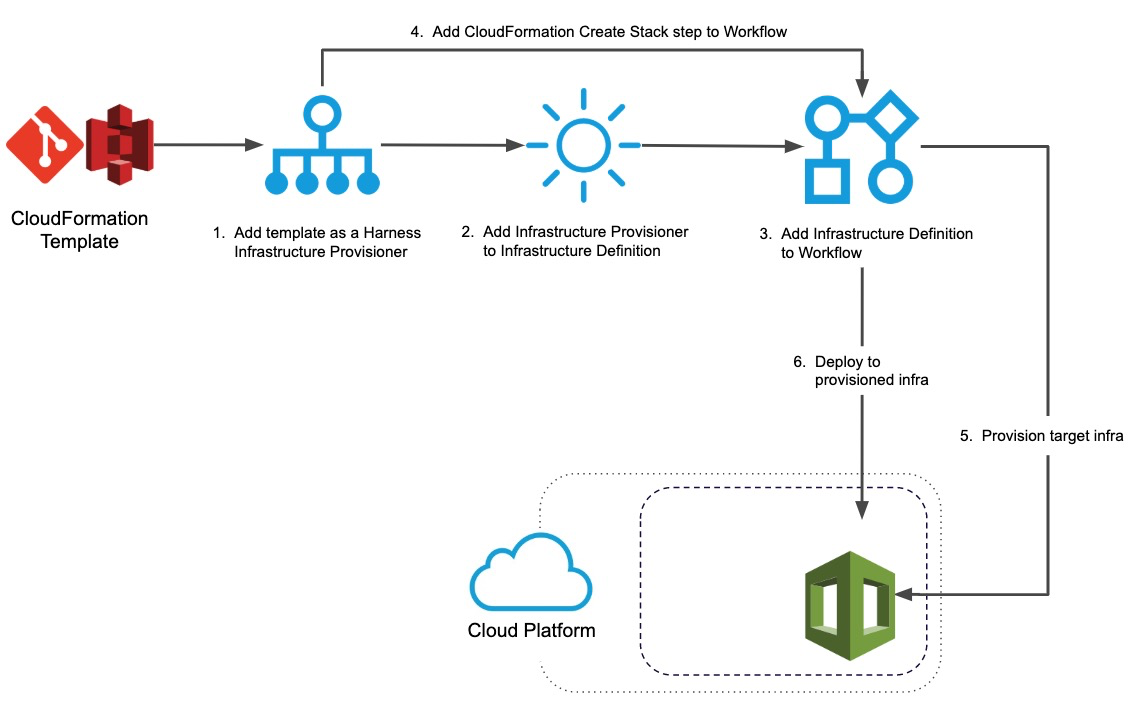 4. Add CloudFormation Create Stack step to Workflow
CloudFormation
Template
1. Add template as a Harness
Infrastructure Provisioner
2. Add Infrastructure Provisioner
to Infrastructure Definition
3. Add Infrastructure Definition
to Workflow
6. Deploy to
provisioned infra
5. Provision target infra
Cloud Platform